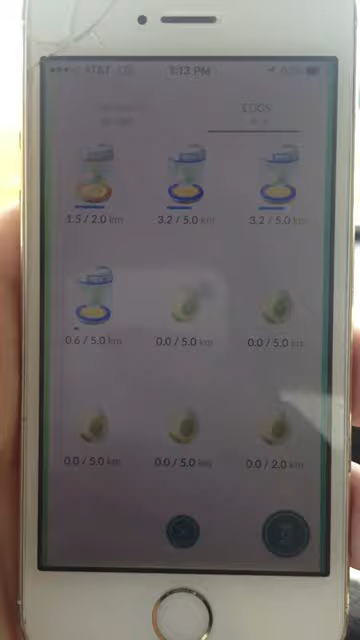 AT&T
1:13 PM
EGGS
1.5 / 2.0 km
3.2 / 5.0 km
3.2 / 5.0 km
0.6 / 5.0 km
0.0 / 5.0 km
0.0 / 5.0 km
0.0 / 5.0 km
0.0 / 5.0 km
0.0 / 2.0 km